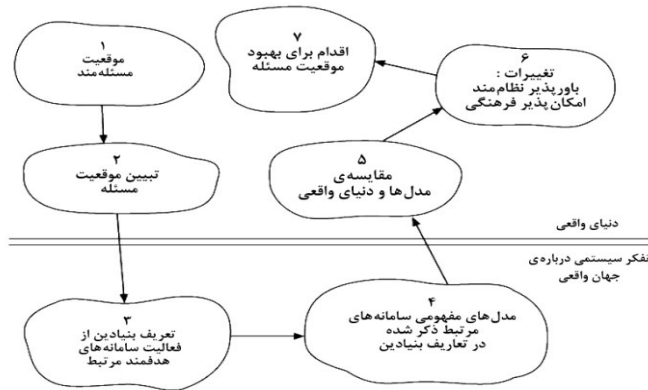 ۱
موقعیت
مسئله‌مند
۲
تبیین موقعیت
مسئله
۳
تعریف بنیادین از
فعالیت سامانه‌های
هدفمند مرتبط
۴
مدل‌های مفهومی سامانه‌های
مرتبط ذکر شده
در تعاریف بنیادین
۵
مقایسه‌ی
مدل‌ها و دنیای واقعی
۶
تغییرات :
باورپذیر نظام‌مند
امکان‌پذیر فرهنگی
۷
اقدام برای بهبود
موقعیت مسئله
دنیای واقعی
تفکر سیستمی درباره‌ی
جهان واقعی